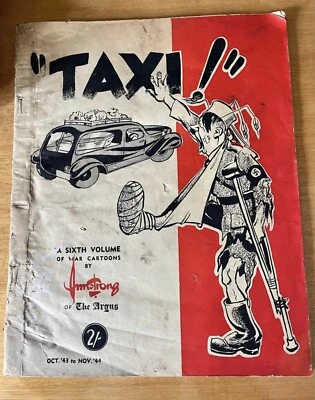 "TAXI!"
A SIXTH VOLUME
OF WAR CARTOONS
BY
Armstrong
OF The Argus
2/-
OCT. '43 to NOV. '44